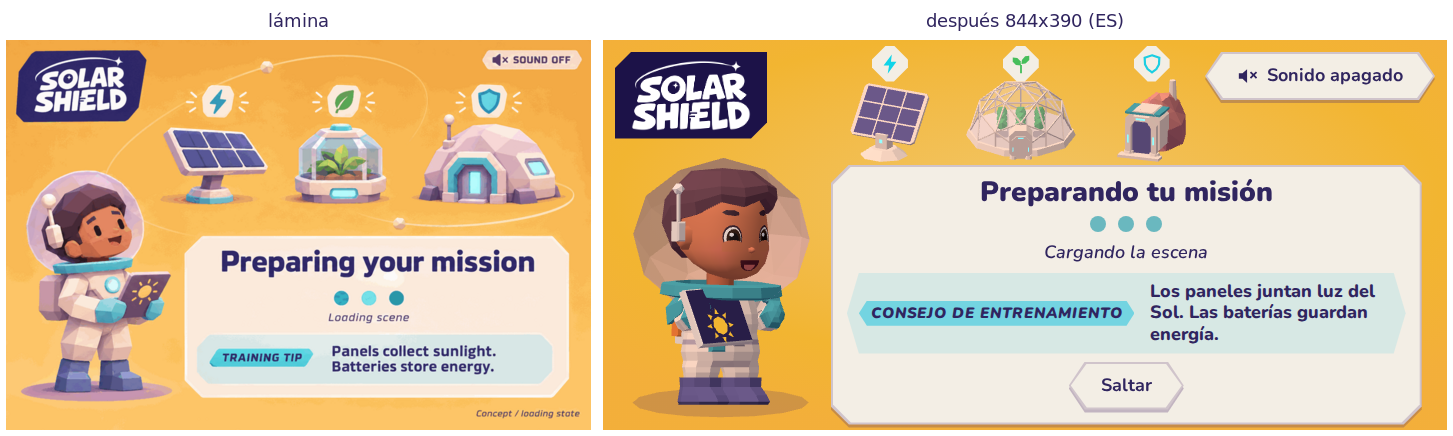 lámina
después 844x390 (ES)
SOLAR
SHIELD
SOUND OFF
Preparing your mission
Loading scene
TRAINING TIP
Panels collect sunlight.
Batteries store energy.
Concept / loading state
SOLAR
SHIELD
Sonido apagado
Preparando tu misión
Cargando la escena
CONSEJO DE ENTRENAMIENTO
Los paneles juntan luz del
Sol. Las baterías guardan
energía.
Saltar